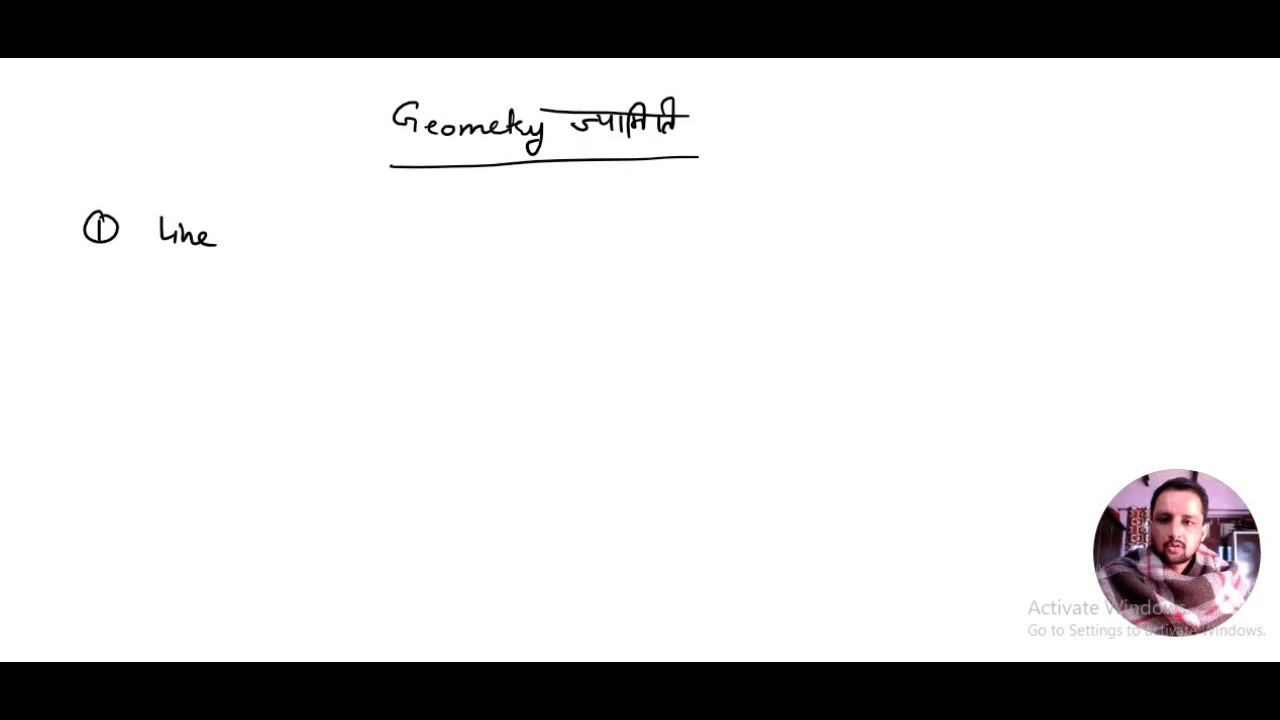 Geometry ज्यामिति
① Line
Activate Windows
Go to Settings to activate Windows.